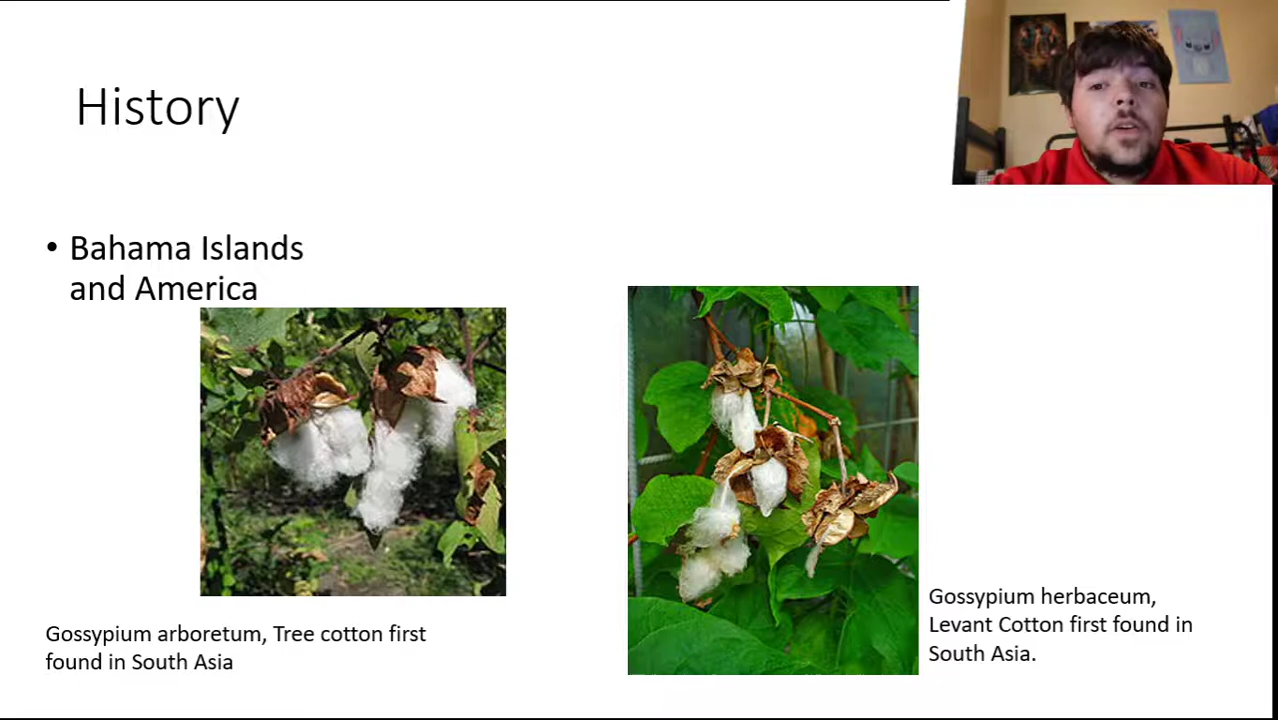 History
• Bahama Islands
and America
Gossypium arboretum, Tree cotton first
found in South Asia
Gossypium herbaceum,
Levant Cotton first found in
South Asia.